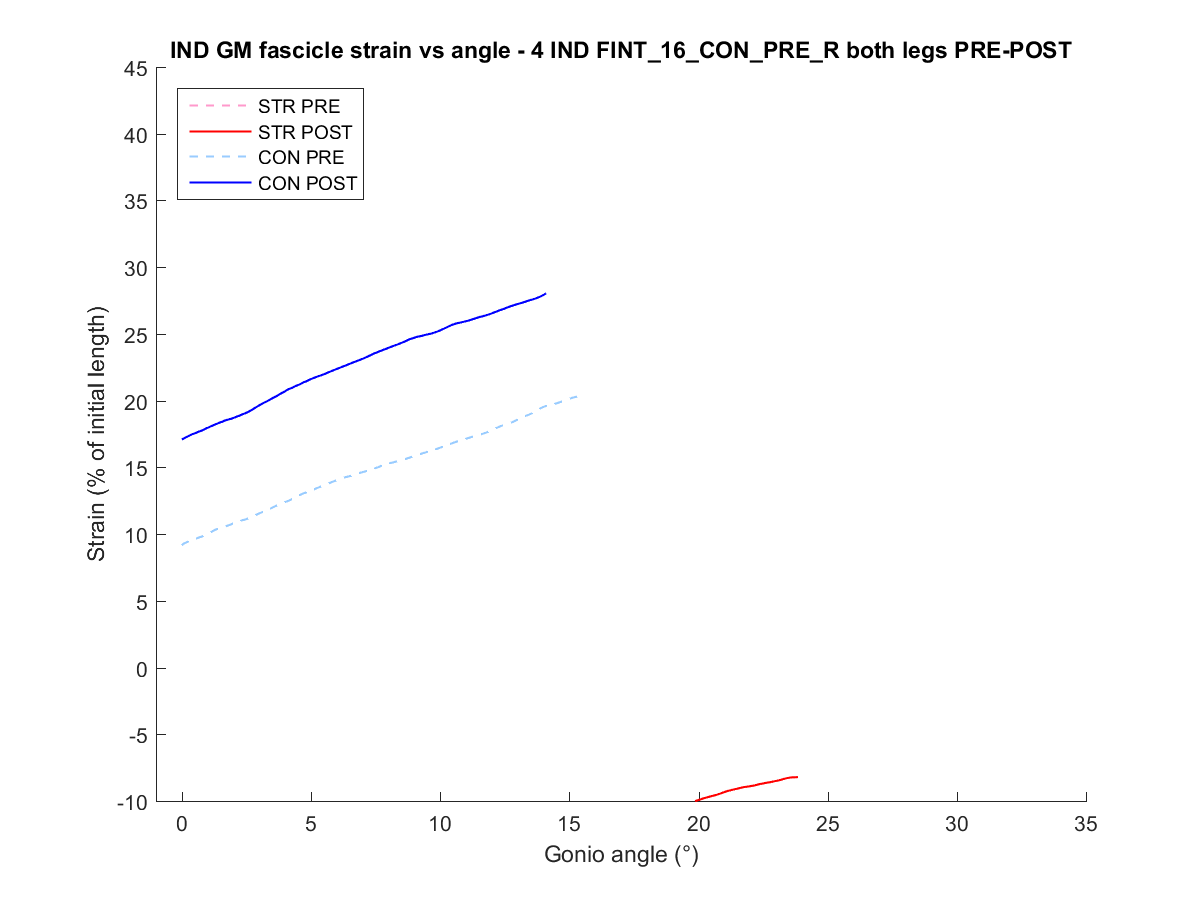 IND GM fascicle strain vs angle - 4 IND FINT_16_CON_PRE_R both legs PRE-POST
45
40
35
30
25
20
15
10
5
0
-5
-10
STR PRE
STR POST
CON PRE
CON POST
Strain (% of initial length)
0 5 10 15 20 25 30 35
Gonio angle (°)